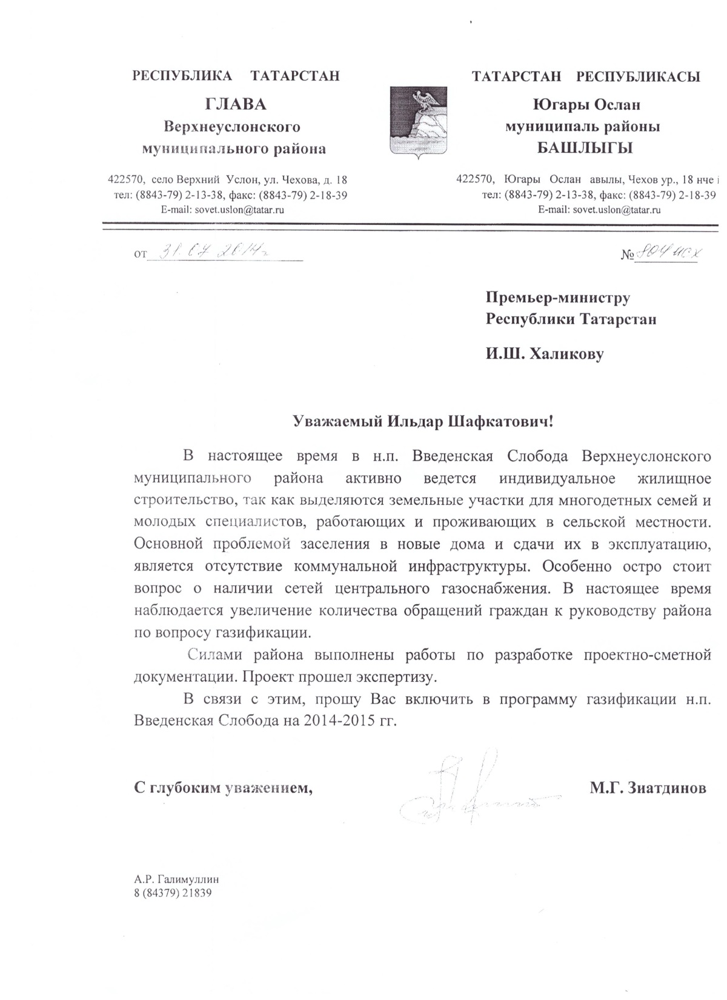 РЕСПУБЛИКА ТАТАРСТАН
ГЛАВА
Верхнеуслонского
муниципального района
422570, село Верхний Услон, ул. Чехова, д. 18
тел: (8843-79) 2-13-38, факс: (8843-79) 2-18-39
E-mail: sovet.uslon@tatar.ru
ТАТАРСТАН РЕСПУБЛИКАСЫ
Югары Ослан
муниципаль районы
БАШЛЫГЫ
422570, Югары Ослан авылы, Чехов ур., 18 нче
тел: (8843-79) 2-13-38, факс: (8843-79) 2-18-39
E-mail: sovet.uslon@tatar.ru
от 31.07 2014г
№ 804 исх
Премьер-министру
Республики Татарстан
И.Ш. Халикову
Уважаемый Ильдар Шафкатович!
В настоящее время в н.п. Введенская Слобода Верхнеуслонского
муниципального района активно ведется индивидуальное жилищное
строительство, так как выделяются земельные участки для многодетных семей и
молодых специалистов, работающих и проживающих в сельской местности.
Основной проблемой заселения в новые дома и сдачи их в эксплуатацию,
является отсутствие коммунальной инфраструктуры. Особенно остро стоит
вопрос о наличии сетей центрального газоснабжения. В настоящее время
наблюдается увеличение количества обращений граждан к руководству района
по вопросу газификации.
Силами района выполнены работы по разработке проектно-сметной
документации. Проект прошел экспертизу.
В связи с этим, прошу Вас включить в программу газификации н.п.
Введенская Слобода на 2014-2015 гг.
С глубоким уважением,
М.Г. Зиатдинов
А.Р. Галимуллин
8 (84379) 21839